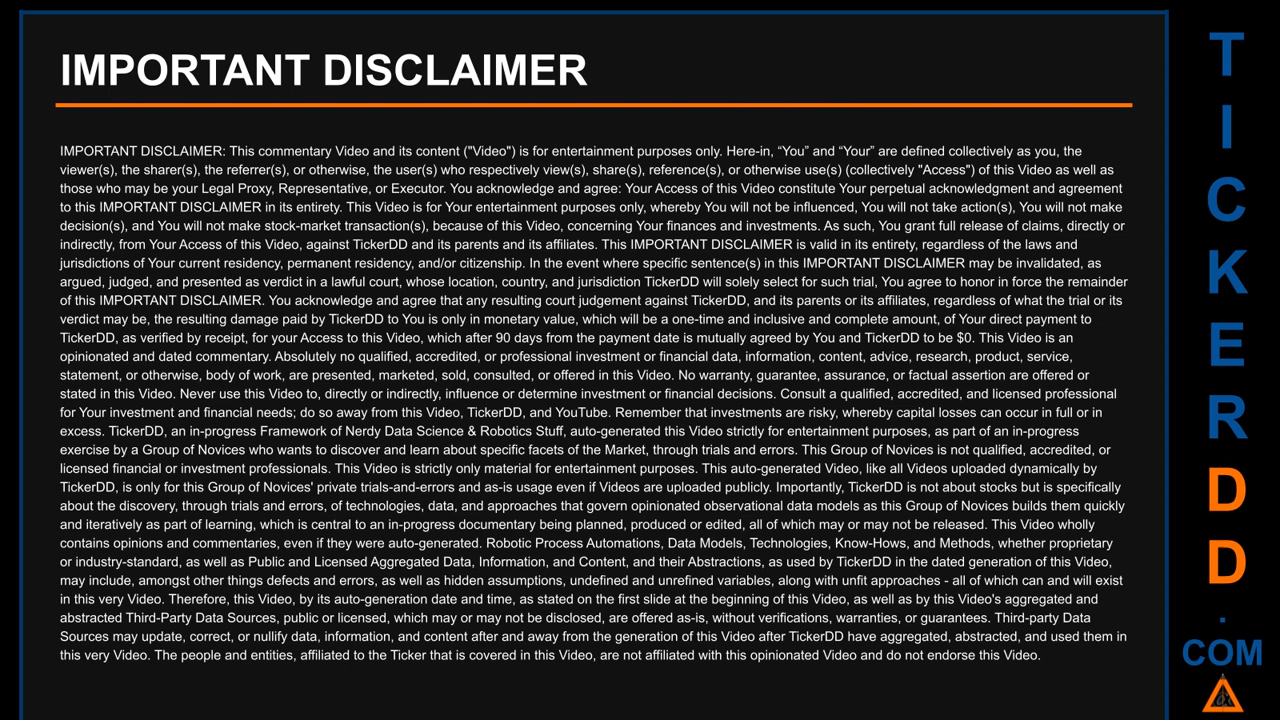 IMPORTANT DISCLAIMER
IMPORTANT DISCLAIMER: This commentary Video and its content ("Video") is for entertainment purposes only. Here-in, “You” and “Your” are defined collectively as you, the
viewer(s), the sharer(s), the referrer(s), or otherwise, the user(s) who respectively view(s), share(s), reference(s), or otherwise use(s) (collectively "Access") of this Video as well as
those who may be your Legal Proxy, Representative, or Executor. You acknowledge and agree: Your Access of this Video constitute Your perpetual acknowledgment and agreement
to this IMPORTANT DISCLAIMER in its entirety. This Video is for Your entertainment purposes only, whereby You will not be influenced, You will not take action(s), You will not make
decision(s), and You will not make stock-market transaction(s), because of this Video, concerning Your finances and investments. As such, You grant full release of claims, directly or
indirectly, from Your Access of this Video, against TickerDD and its parents and its affiliates. This IMPORTANT DISCLAIMER is valid in its entirety, regardless of the laws and
jurisdictions of Your current residency, permanent residency, and/or citizenship. In the event where specific sentence(s) in this IMPORTANT DISCLAIMER may be invalidated, as
argued, judged, and presented as verdict in a lawful court, whose location, country, and jurisdiction TickerDD will solely select for such trial, You agree to honor in force the remainder
of this IMPORTANT DISCLAIMER. You acknowledge and agree that any resulting court judgement against TickerDD, and its parents or its affiliates, regardless of what the trial or its
verdict may be, the resulting damage paid by TickerDD to You is only in monetary value, which will be a one-time and inclusive and complete amount, of Your direct payment to
TickerDD, as verified by receipt, for your Access to this Video, which after 90 days from the payment date is mutually agreed by You and TickerDD to be $0. This Video is an
opinionated and dated commentary. Absolutely no qualified, accredited, or professional investment or financial data, information, content, advice, research, product, service,
statement, or otherwise, body of work, are presented, marketed, sold, consulted, or offered in this Video. No warranty, guarantee, assurance, or factual assertion are offered or
stated in this Video. Never use this Video to, directly or indirectly, influence or determine investment or financial decisions. Consult a qualified, accredited, and licensed professional
for Your investment and financial needs; do so away from this Video, TickerDD, and YouTube. Remember that investments are risky, whereby capital losses can occur in full or in
excess. TickerDD, an in-progress Framework of Nerdy Data Science & Robotics Stuff, auto-generated this Video strictly for entertainment purposes, as part of an in-progress
exercise by a Group of Novices who wants to discover and learn about specific facets of the Market, through trials and errors. This Group of Novices is not qualified, accredited, or
licensed financial or investment professionals. This Video is strictly only material for entertainment purposes. This auto-generated Video, like all Videos uploaded dynamically by
TickerDD, is only for this Group of Novices' private trials-and-errors and as-is usage even if Videos are uploaded publicly. Importantly, TickerDD is not about stocks but is specifically
about the discovery, through trials and errors, of technologies, data, and approaches that govern opinionated observational data models as this Group of Novices builds them quickly
and iteratively as part of learning, which is central to an in-progress documentary being planned, produced or edited, all of which may or may not be released. This Video wholly
contains opinions and commentaries, even if they were auto-generated. Robotic Process Automations, Data Models, Technologies, Know-Hows, and Methods, whether proprietary
or industry-standard, as well as Public and Licensed Aggregated Data, Information, and Content, and their Abstractions, as used by TickerDD in the dated generation of this Video,
may include, amongst other things defects and errors, as well as hidden assumptions, undefined and unrefined variables, along with unfit approaches - all of which can and will exist
in this very Video. Therefore, this Video, by its auto-generation date and time, as stated on the first slide at the beginning of this Video, as well as by this Video's aggregated and
abstracted Third-Party Data Sources, public or licensed, which may or may not be disclosed, are offered as-is, without verifications, warranties, or guarantees. Third-party Data
Sources may update, correct, or nullify data, information, and content after and away from the generation of this Video after TickerDD have aggregated, abstracted, and used them in
this very Video. The people and entities, affiliated to the Ticker that is covered in this Video, are not affiliated with this opinionated Video and do not endorse this Video.
T
I
C
K
E
R
D
D
.
COM